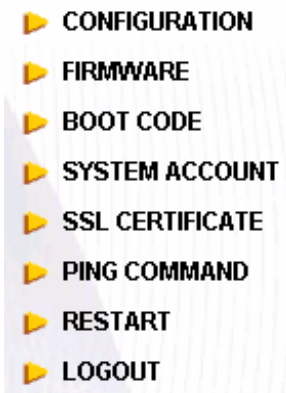 CONFIGURATION
FIRMWARE
BOOT CODE
SYSTEM ACCOUNT
SSL CERTIFICATE
PING COMMAND
RESTART
LOGOUT